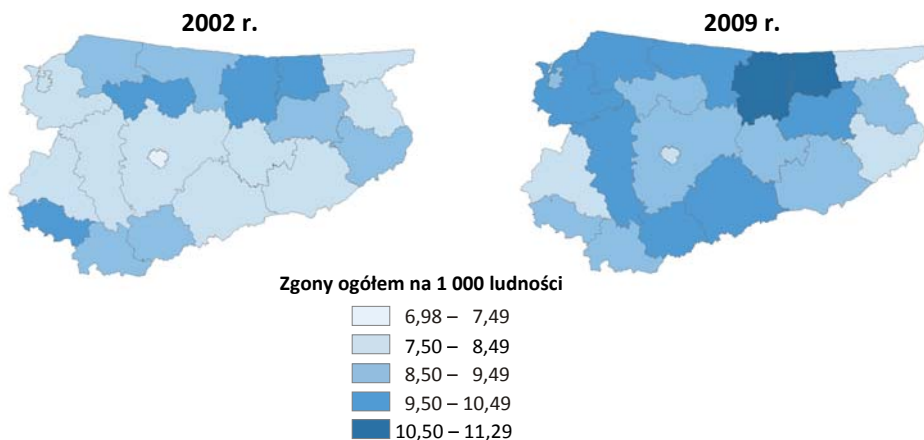 2002 r.
2009 r.
Zgony ogółem na 1 000 ludności
6,98 – 7,49
7,50 – 8,49
8,50 – 9,49
9,50 – 10,49
10,50 – 11,29